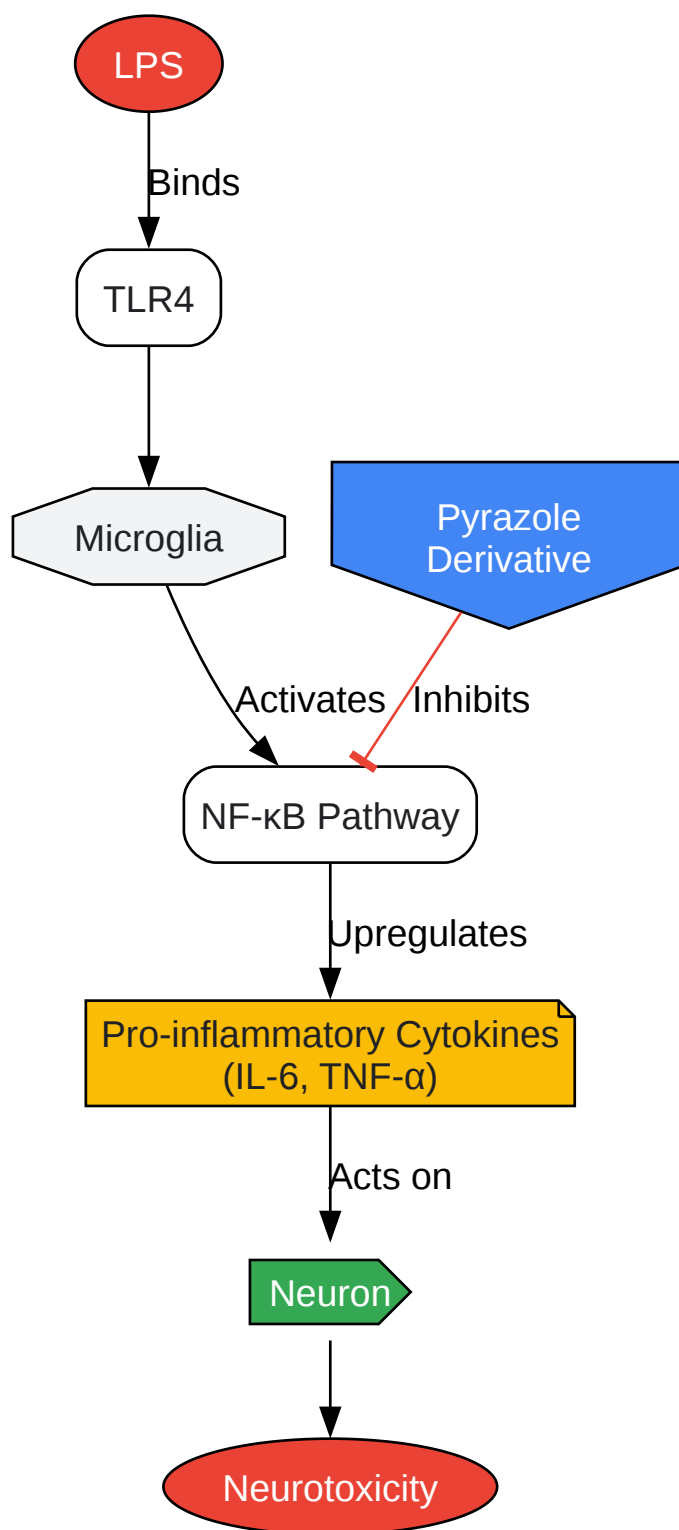 LPS
Binds
TLR4
Microglia
Pyrazole
Derivative
Activates
Inhibits
NF-κB Pathway
Upregulates
Pro-inflammatory Cytokines
(IL-6, TNF-α)
Acts on
Neuron
Neurotoxicity